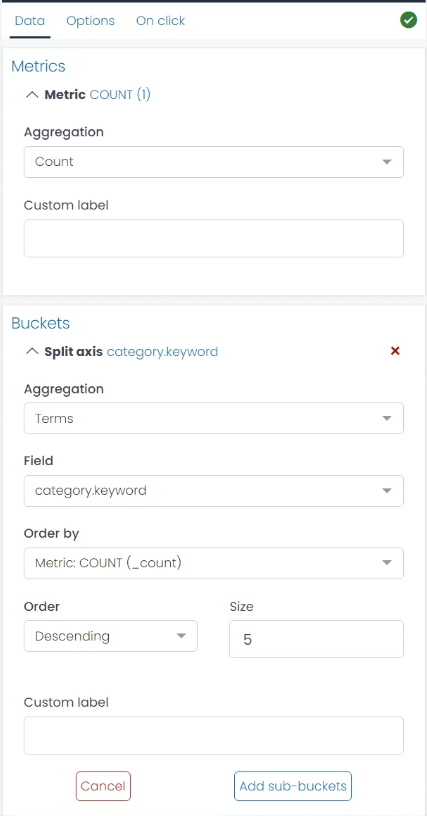 Data Options On click
Metrics
Metric COUNT (1)
Aggregation
Count
Custom label
Buckets
Split axis category.keyword
Aggregation
Terms
Field
category.keyword
Order by
Metric: COUNT (_count)
Order Size
Descending 5
Custom label
Cancel Add sub-buckets